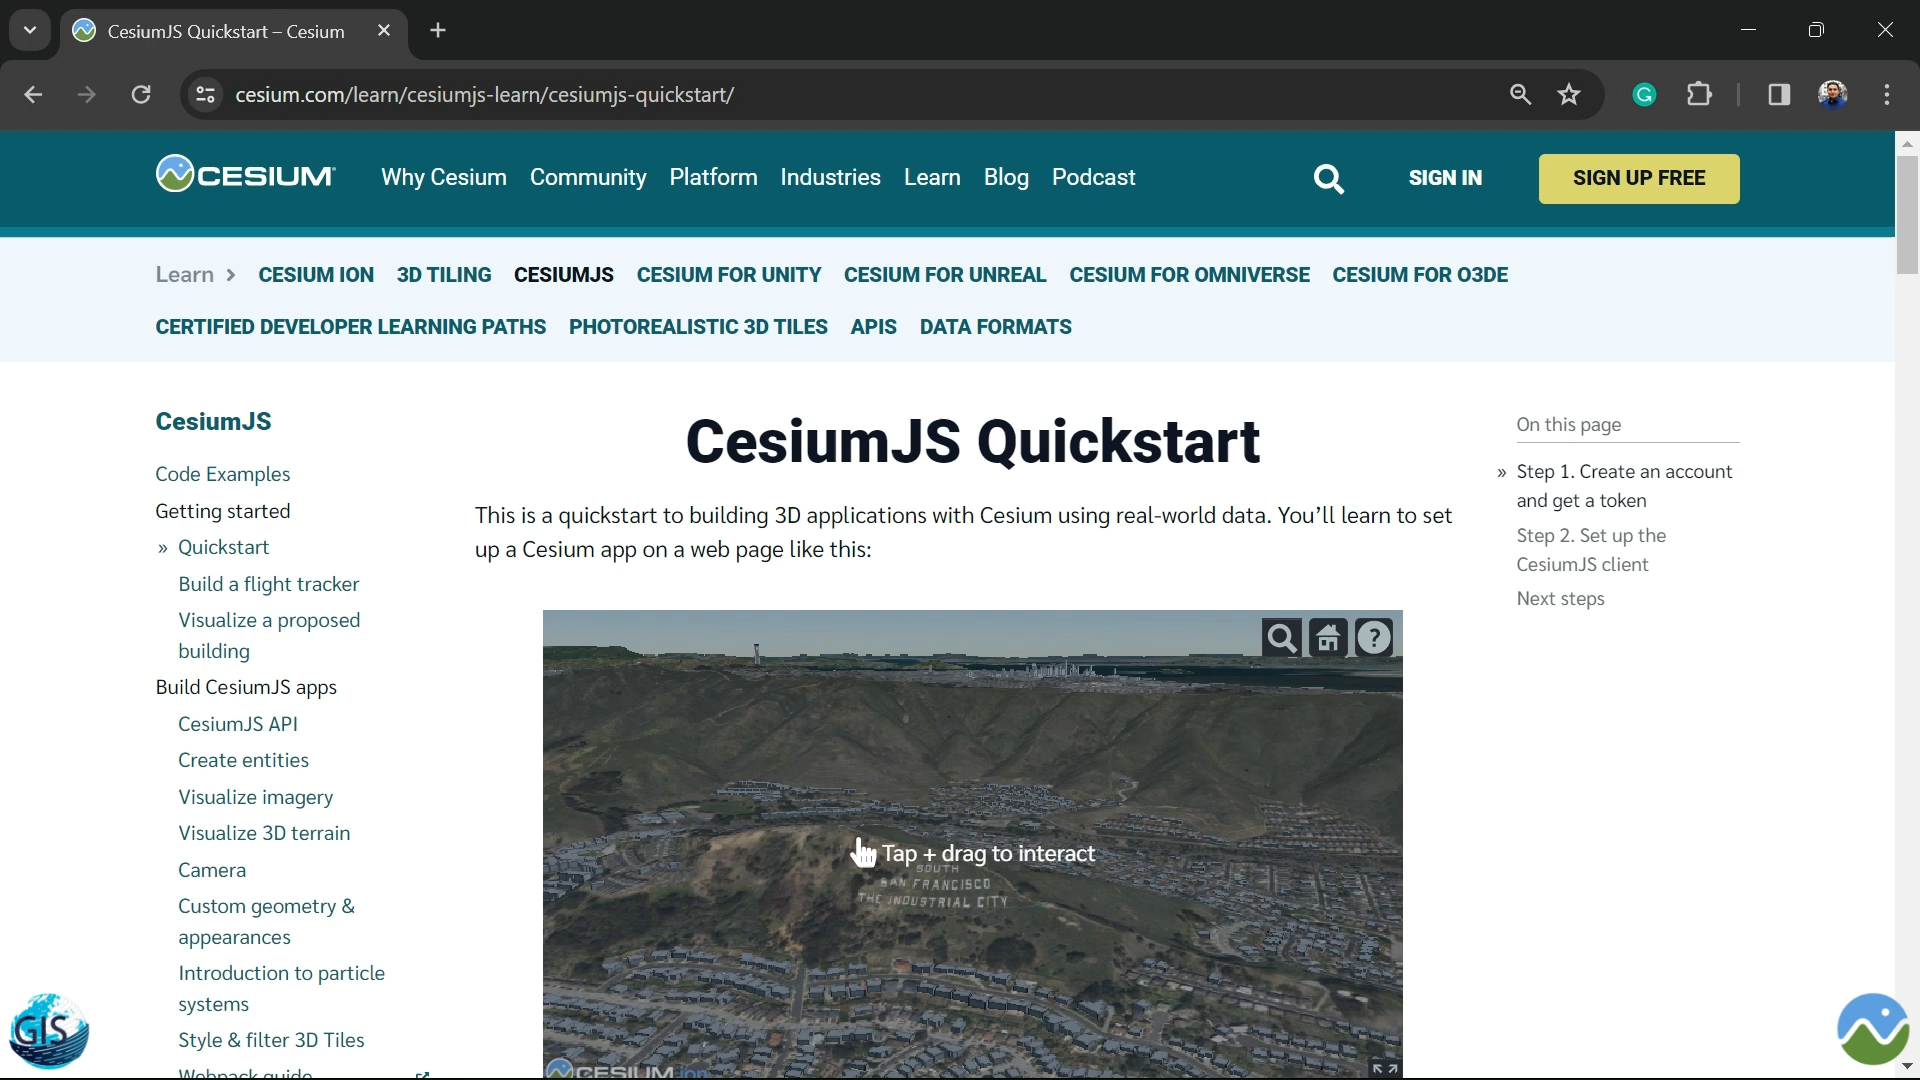 CesiumJS Quickstart – Cesium
cesium.com/learn/cesiumjs-learn/cesiumjs-quickstart/
CESIUM
Why Cesium Community Platform Industries Learn Blog Podcast
SIGN IN
SIGN UP FREE
Learn > CESIUM ION 3D TILING CESIUMJS CESIUM FOR UNITY CESIUM FOR UNREAL CESIUM FOR OMNIVERSE CESIUM FOR O3DE
CERTIFIED DEVELOPER LEARNING PATHS PHOTOREALISTIC 3D TILES APIS DATA FORMATS
CesiumJS
Code Examples
Getting started
» Quickstart
Build a flight tracker
Visualize a proposed
building
Build CesiumJS apps
CesiumJS API
Create entities
Visualize imagery
Visualize 3D terrain
Camera
Custom geometry &
appearances
Introduction to particle
systems
Style & filter 3D Tiles
Webpack guide
CesiumJS Quickstart
This is a quickstart to building 3D applications with Cesium using real-world data. You’ll learn to set
up a Cesium app on a web page like this:
?
Tap + drag to interact
SOUTH
SAN FRANCISCO
THE INDUSTRIAL CITY
CESIUM ion
On this page
» Step 1. Create an account
and get a token
Step 2. Set up the
CesiumJS client
Next steps
GIS